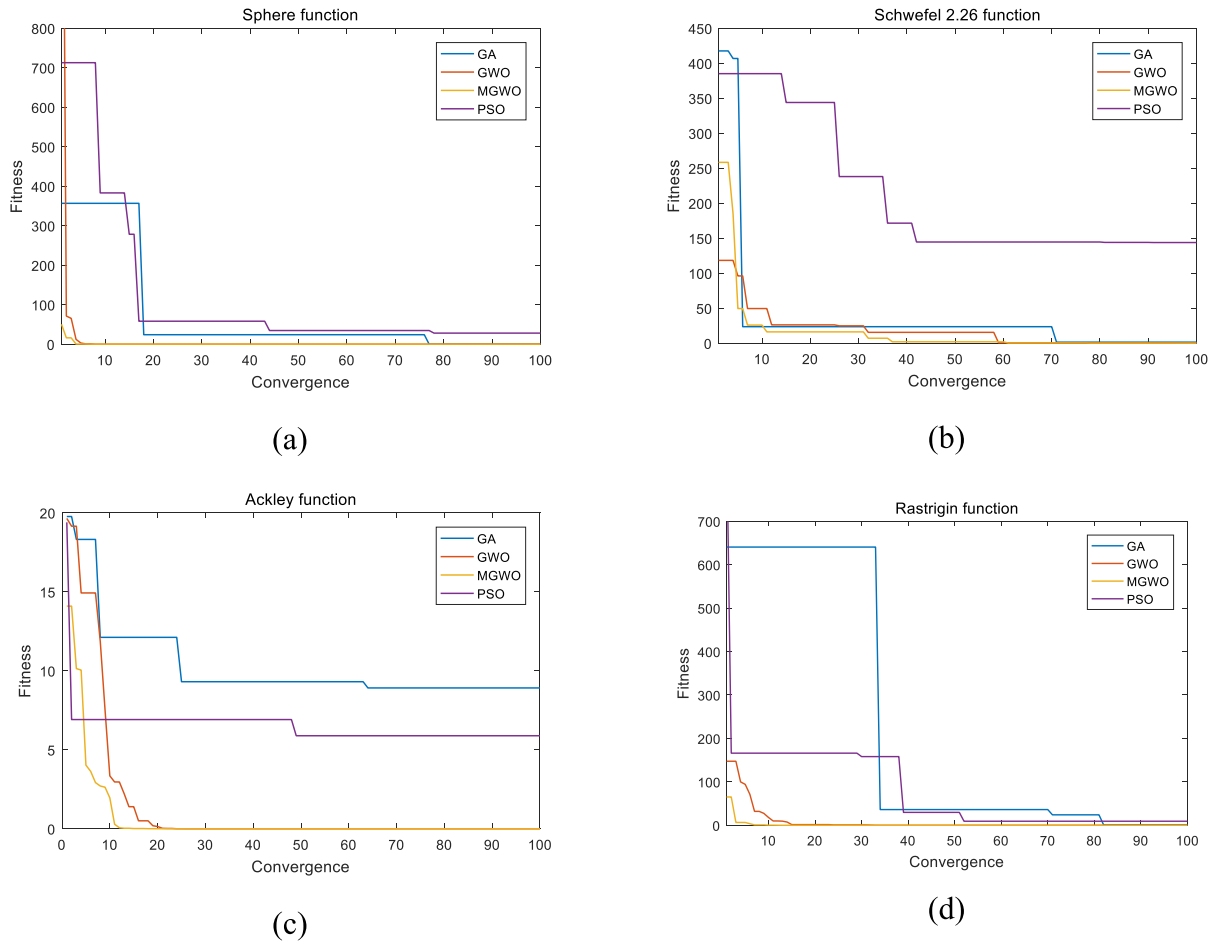 Sphere function
800
700
600
500
400
300
200
100
0
Fitness
10 20 30 40 50 60 70 80 90 100
Convergence
GA
GWO
MGWO
PSO
(a)
Schwefel 2.26 function
450
400
350
300
250
200
150
100
50
0
Fitness
10 20 30 40 50 60 70 80 90 100
Convergence
GA
GWO
MGWO
PSO
(b)
Ackley function
20
15
10
5
0
Fitness
0 10 20 30 40 50 60 70 80 90 100
Convergence
GA
GWO
MGWO
PSO
(c)
Rastrigin function
700
600
500
400
300
200
100
0
Fitness
10 20 30 40 50 60 70 80 90 100
Convergence
GA
GWO
MGWO
PSO
(d)